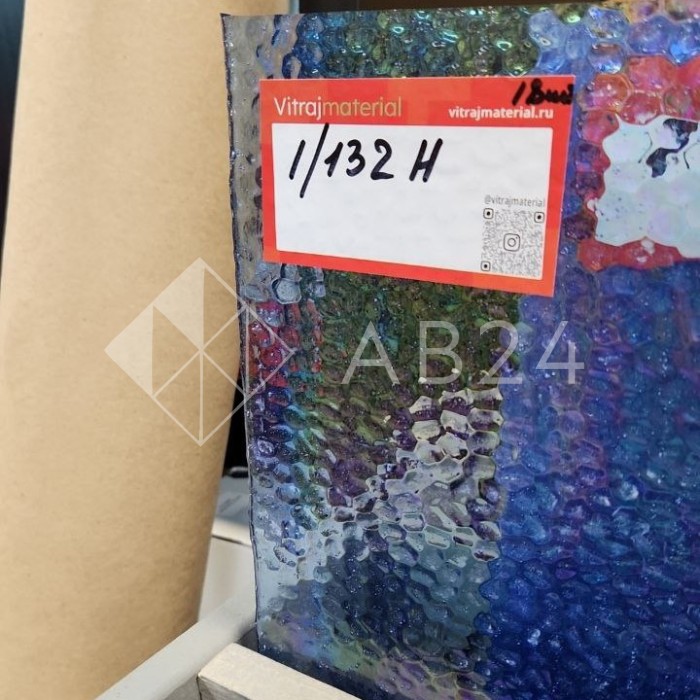 Vitrajmaterial
vitrajmaterial.ru
1/132 H
@vitrajmaterial
AB24